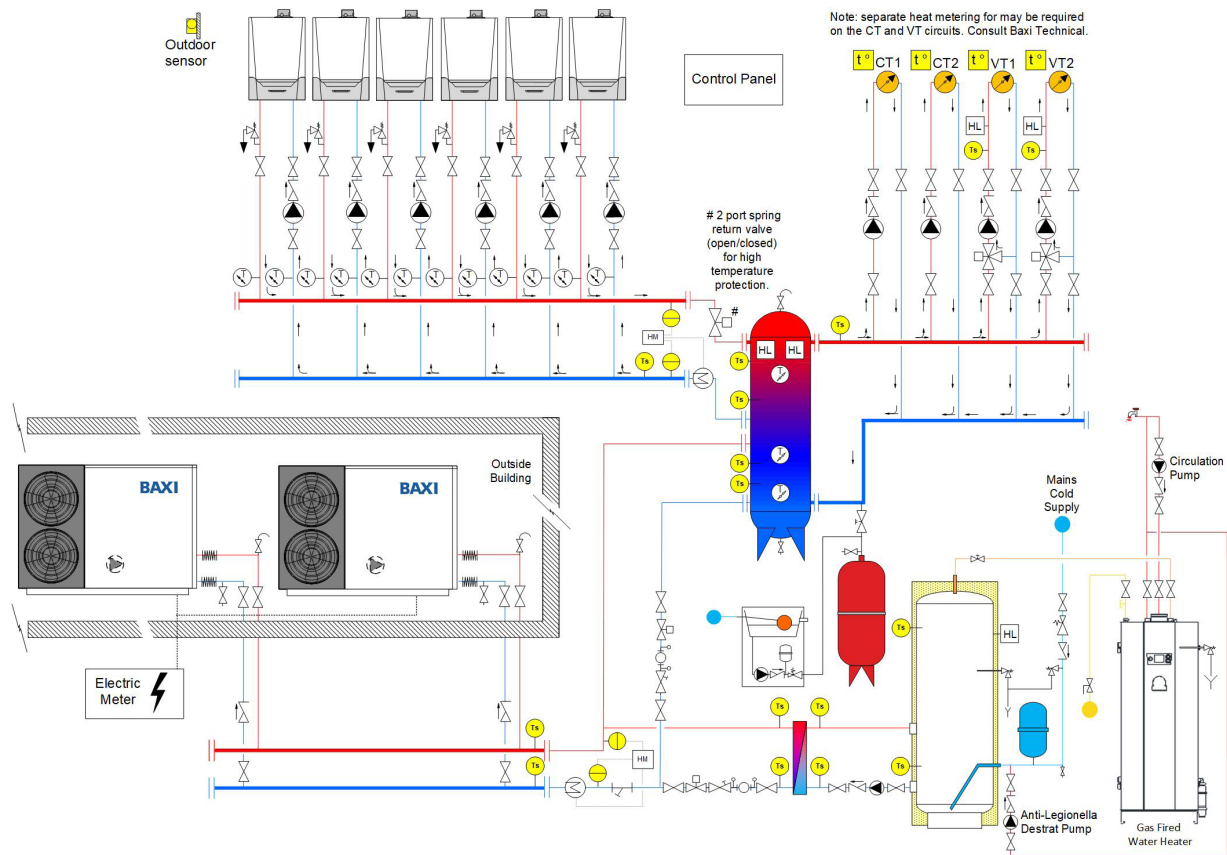 Outdoor
sensor
Control Panel
Note: separate heat metering for may be required
on the CT and VT circuits. Consult Baxi Technical.
t° CT1
t° CT2
t° VT1
t° VT2
HL
HL
Ts
Ts
# 2 port spring
return valve
(open/closed)
for high
temperature
protection.
T
T
T
T
T
T
T
T
T
T
T
T
#
HM
Ts
Ts
HL
HL
Ts
T
Ts
Ts
T
Ts
BAXI
BAXI
Outside
Building
Circulation
Pump
Mains
Cold
Supply
Electric
Meter
Ts
HL
Ts
Ts
Ts
HM
Ts
Ts
Ts
Ts
Anti-Legionella
Destrat Pump
Gas Fired
Water Heater